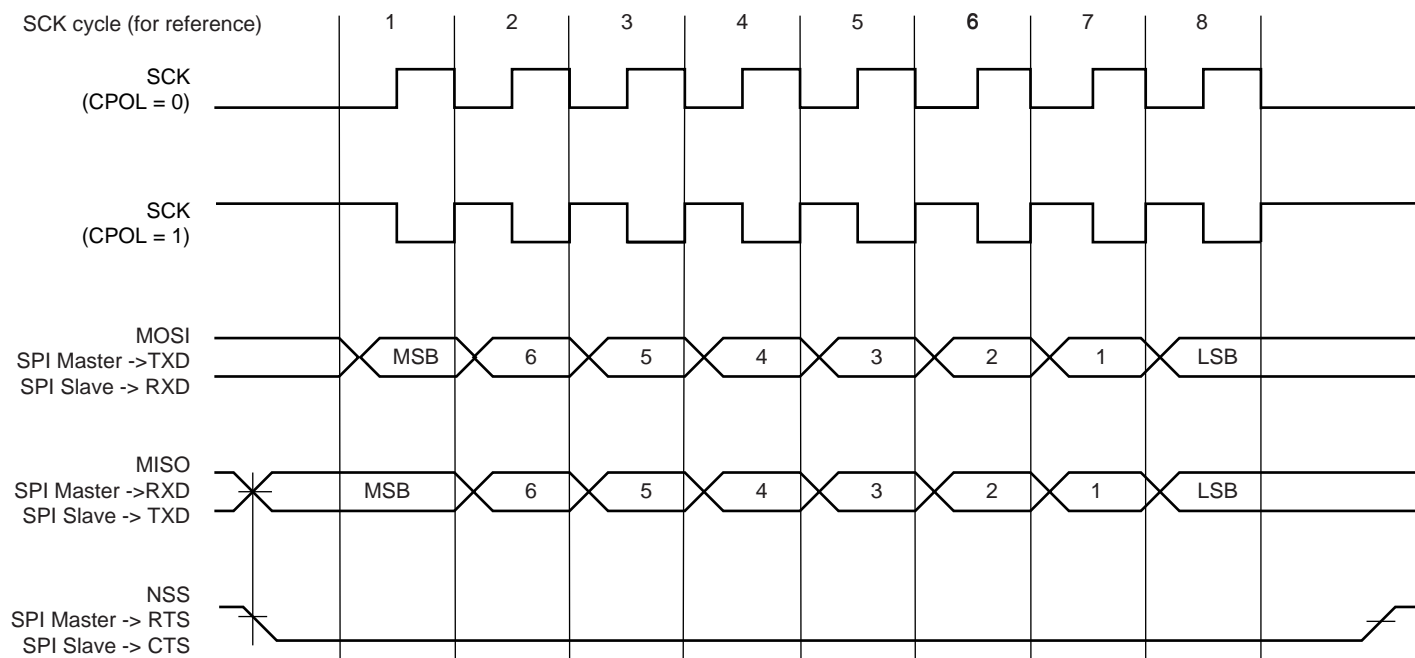 SCK cycle (for reference) 1 2 3 4 5 6 7 8
SCK
(CPOL = 0)
SCK
(CPOL = 1)
MOSI
SPI Master ->TXD
SPI Slave -> RXD
MSB 6 5 4 3 2 1 LSB
MISO
SPI Master ->RXD
SPI Slave -> TXD
MSB 6 5 4 3 2 1 LSB
NSS
SPI Master -> RTS
SPI Slave -> CTS